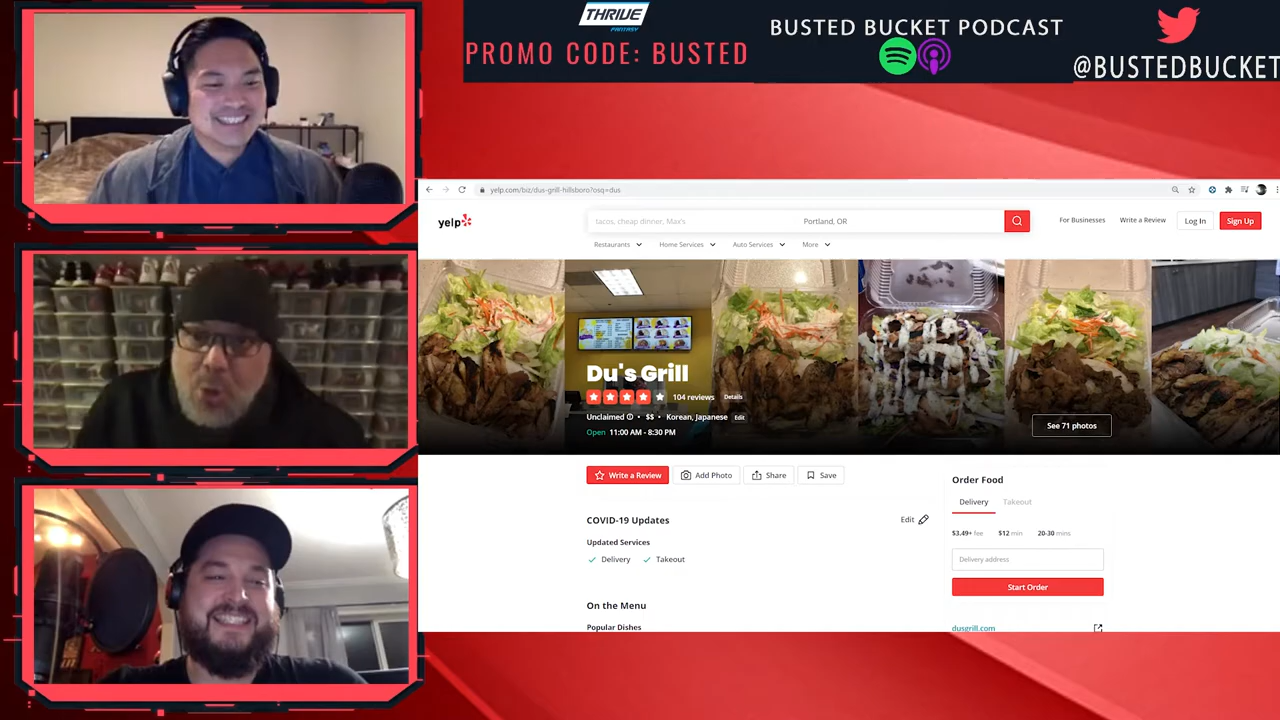 THRIVE
FANTASY
PROMO CODE: BUSTED
BUSTED BUCKET PODCAST
@BUSTEDBUCKET
yelp.com/biz/dus-grill-hillsboro?osq=dus
yelp
tacos, cheap dinner, Max's
Portland, OR
For Businesses
Write a Review
Log In
Sign Up
Restaurants
Home Services
Auto Services
More
Du's Grill
104 reviews
Details
Unclaimed • $$ • Korean, Japanese
Edit
Open 11:00 AM - 8:30 PM
See 71 photos
Write a Review
Add Photo
Share
Save
COVID-19 Updates
Edit
Updated Services
Delivery
Takeout
On the Menu
Popular Dishes
Order Food
Delivery
Takeout
$3.49+ fee
$12 min
20-30 mins
Delivery address
Start Order
dusgrill.com